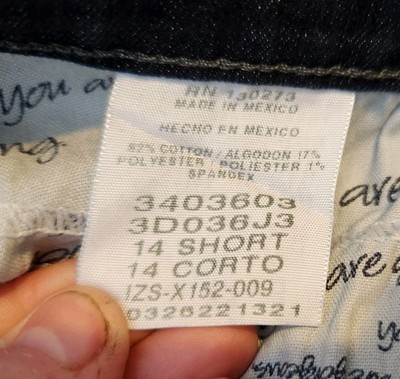 You a
ng
RN 130273
MADE IN MEXICO
HECHO EN MEXICO
82% COTTON/ALGODON 17%
POLYESTER/POLIESTER 1%
SPANDEX
3403603
3D036J3
14 SHORT
14 CORTO
IZS-X152-009
0326221321
are
are